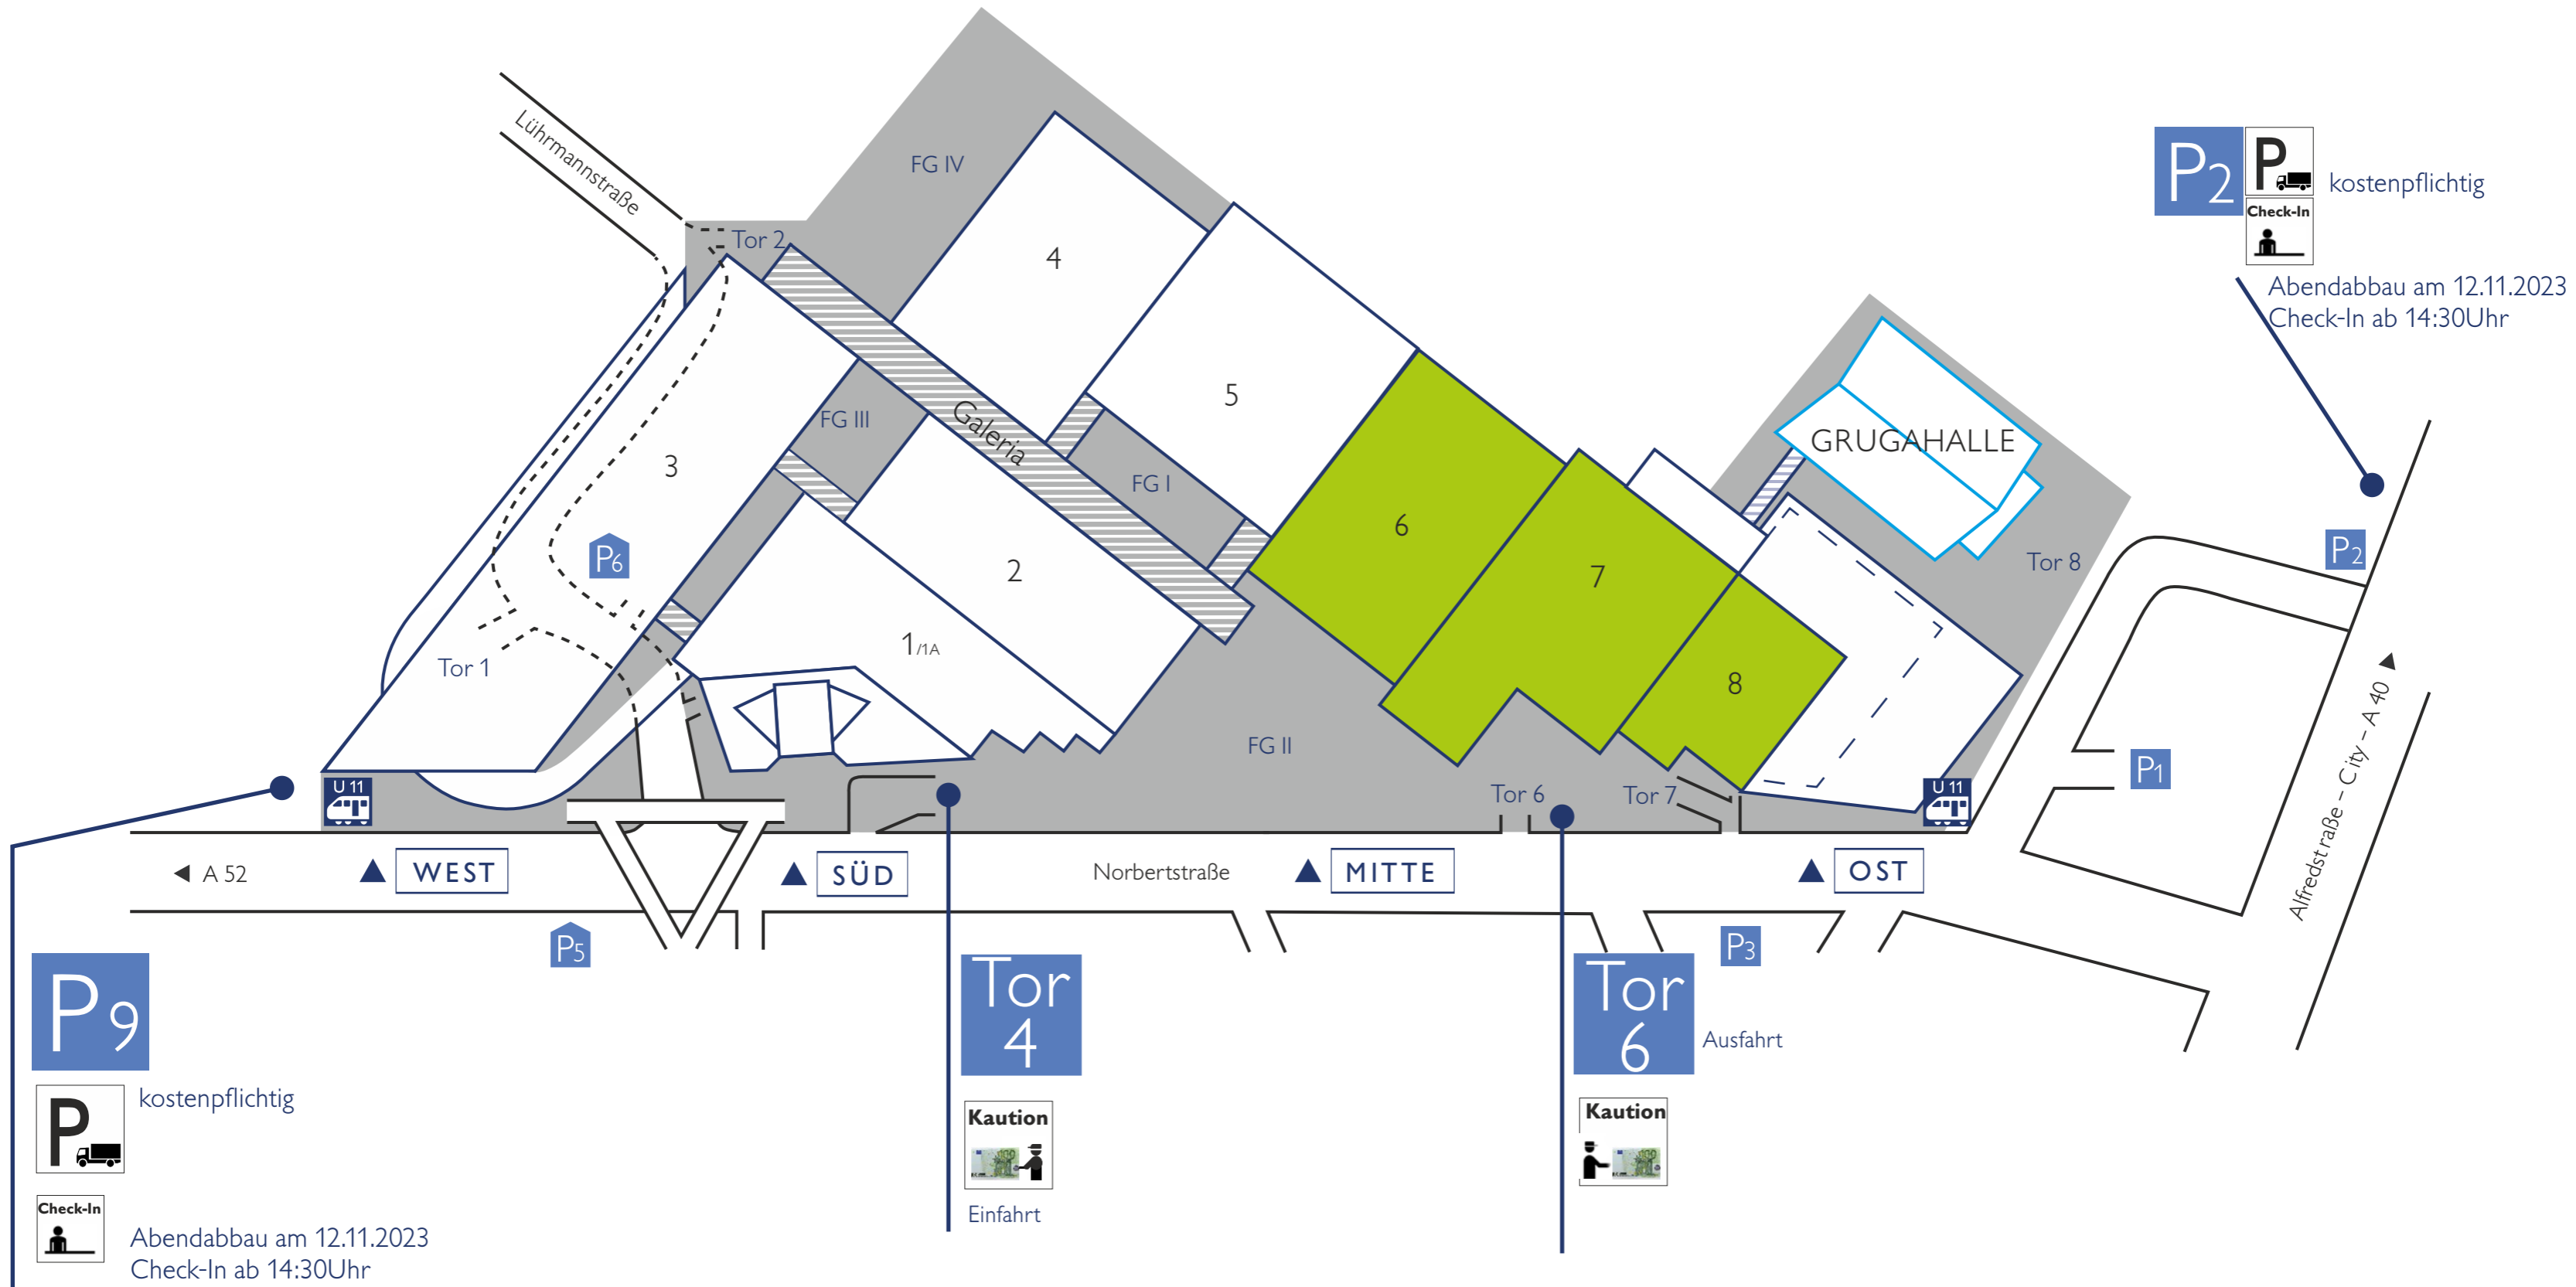 Lührmannstraße
FG IV
Tor 2
4
5
3
FG III
Galeria
FG I
2
1/1A
6
7
8
GRUGAHALLE
Tor 8
P6
Tor 1
FG II
Tor 6
Tor 7
U 11
U 11
P2
P
kostenpflichtig
Check-In
Abendabbau am 12.11.2023
Check-In ab 14:30Uhr
P2
P1
Alfredstraße – City – A 40
A 52
WEST
SÜD
Norbertstraße
MITTE
OST
P5
P3
P9
P
kostenpflichtig
Check-In
Abendabbau am 12.11.2023
Check-In ab 14:30Uhr
Tor
4
Kaution
Einfahrt
Tor
6
Ausfahrt
Kaution